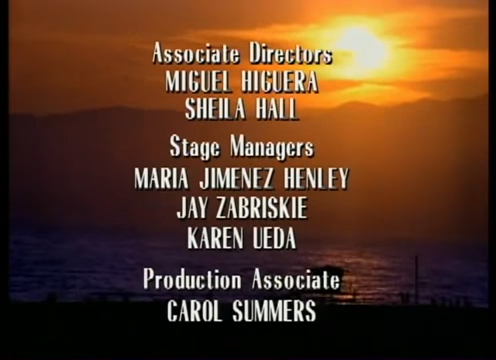 Associate Directors
MIGUEL HIGUERA
SHEILA HALL
Stage Managers
MARIA JIMENEZ HENLEY
JAY ZABRISKIE
KAREN UEDA
Production Associate
CAROL SUMMERS